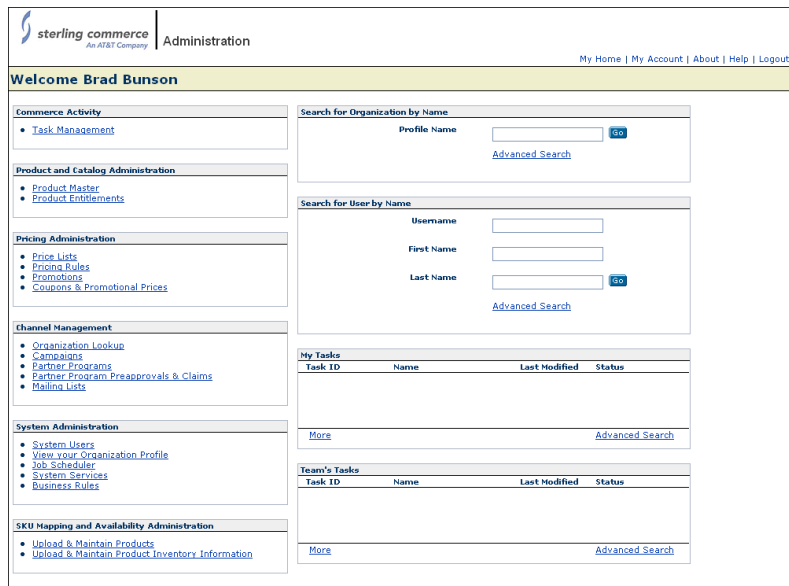 sterling commerce
An AT&T Company
Administration
My Home | My Account | About | Help | Logout
Welcome Brad Bunson
Commerce Activity
Task Management
Product and Catalog Administration
Product Master
Product Entitlements
Pricing Administration
Price Lists
Pricing Rules
Promotions
Coupons & Promotional Prices
Channel Management
Organization Lookup
Campaigns
Partner Programs
Partner Program Preapprovals & Claims
Mailing Lists
System Administration
System Users
View your Organization Profile
Job Scheduler
System Services
Business Rules
SKU Mapping and Availability Administration
Upload & Maintain Products
Upload & Maintain Product Inventory Information
Search for Organization by Name
Profile Name Go
Advanced Search
Search for User by Name
Username
First Name
Last Name Go
Advanced Search
My Tasks
Task ID Name Last Modified Status
More Advanced Search
Team's Tasks
Task ID Name Last Modified Status
More Advanced Search